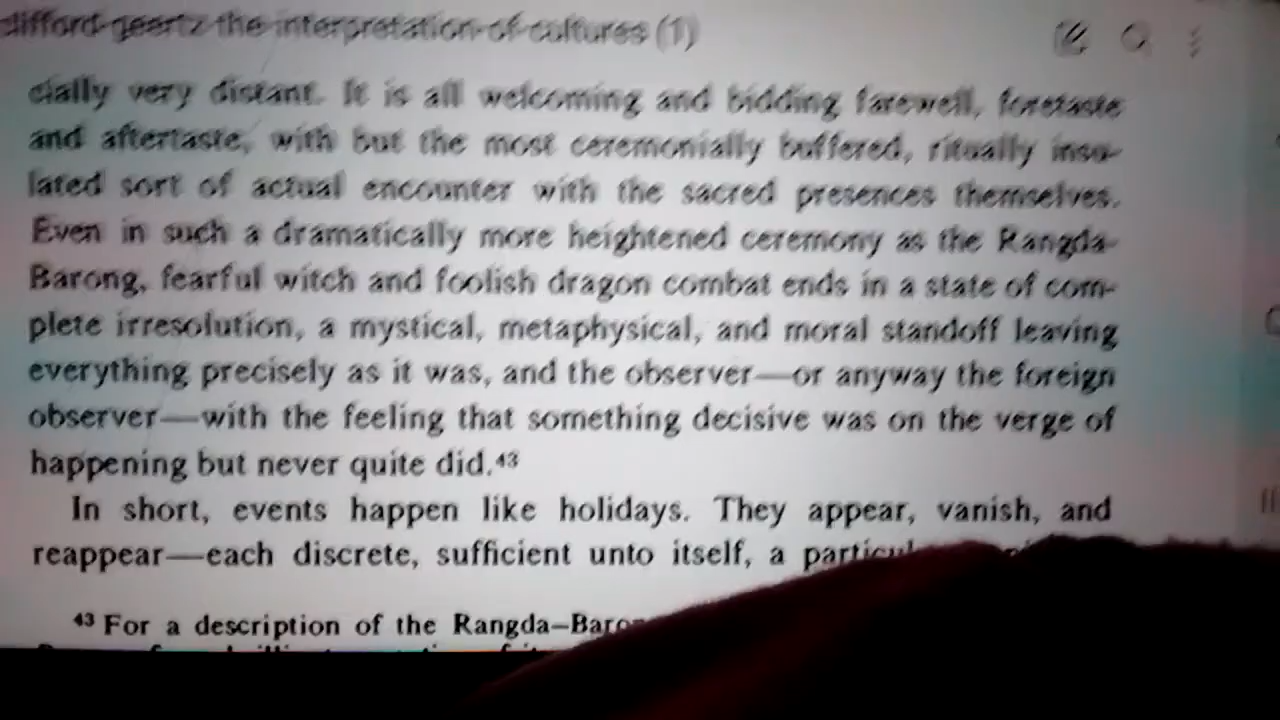 clifford-geertz-the-interpretation-of-cultures (1)
cially very distant. It is all welcoming and bidding farewell, foretaste
and aftertaste, with but the most ceremonially buffered, ritually insu-
lated sort of actual encounter with the sacred presences themselves.
Even in such a dramatically more heightened ceremony as the Rangda-
Barong, fearful witch and foolish dragon combat ends in a state of com-
plete irresolution, a mystical, metaphysical, and moral standoff leaving
everything precisely as it was, and the observer—or anyway the foreign
observer—with the feeling that something decisive was on the verge of
happening but never quite did.⁴³
In short, events happen like holidays. They appear, vanish, and
reappear—each discrete, sufficient unto itself, a
⁴³ For a description of the